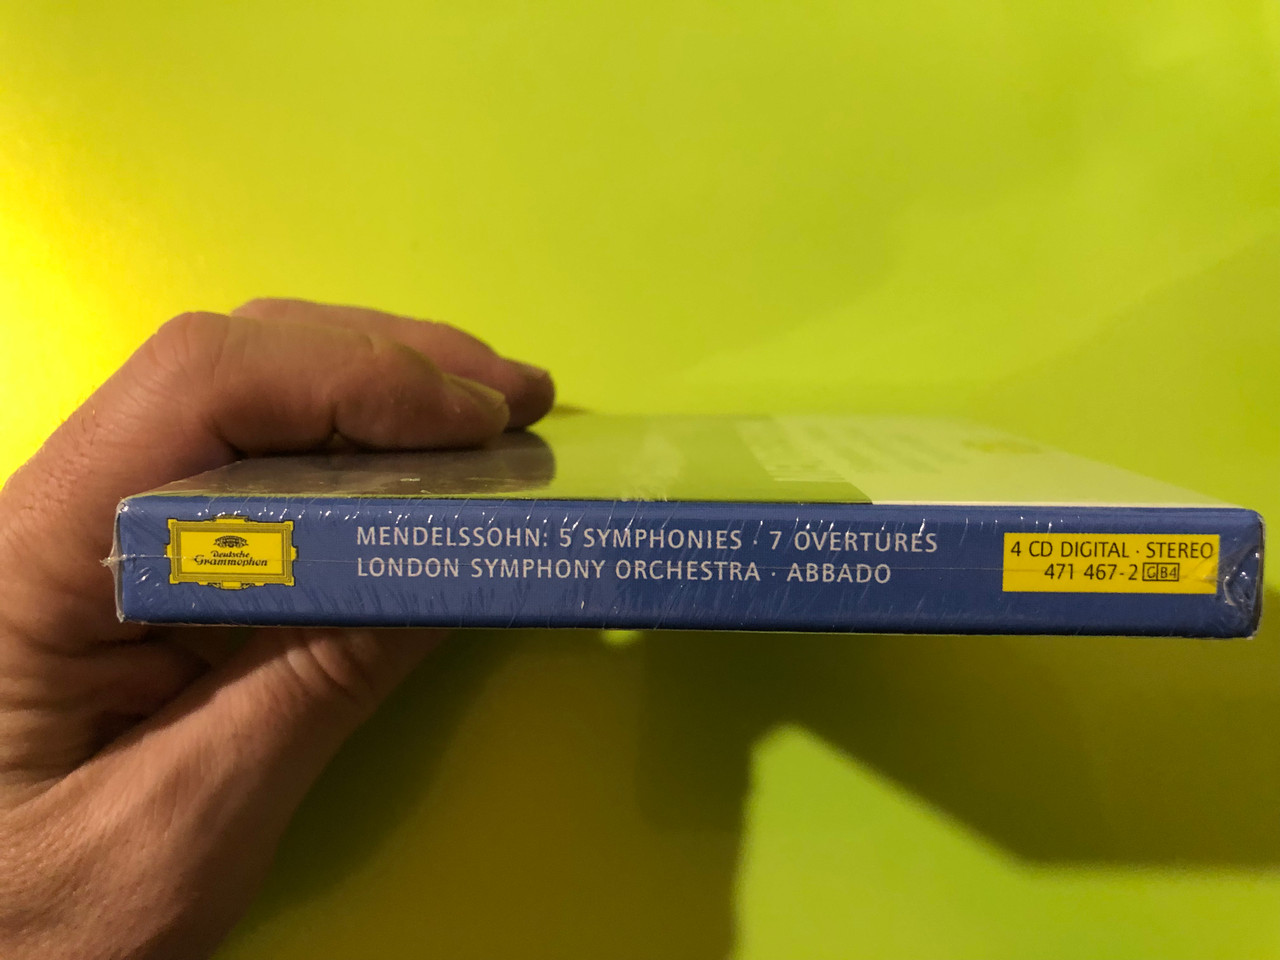 Deutsche
Grammophon
MENDELSSOHN: 5 SYMPHONIES · 7 OVERTURES
LONDON SYMPHONY ORCHESTRA · ABBADO
4 CD DIGITAL · STEREO
471 467-2 GB4